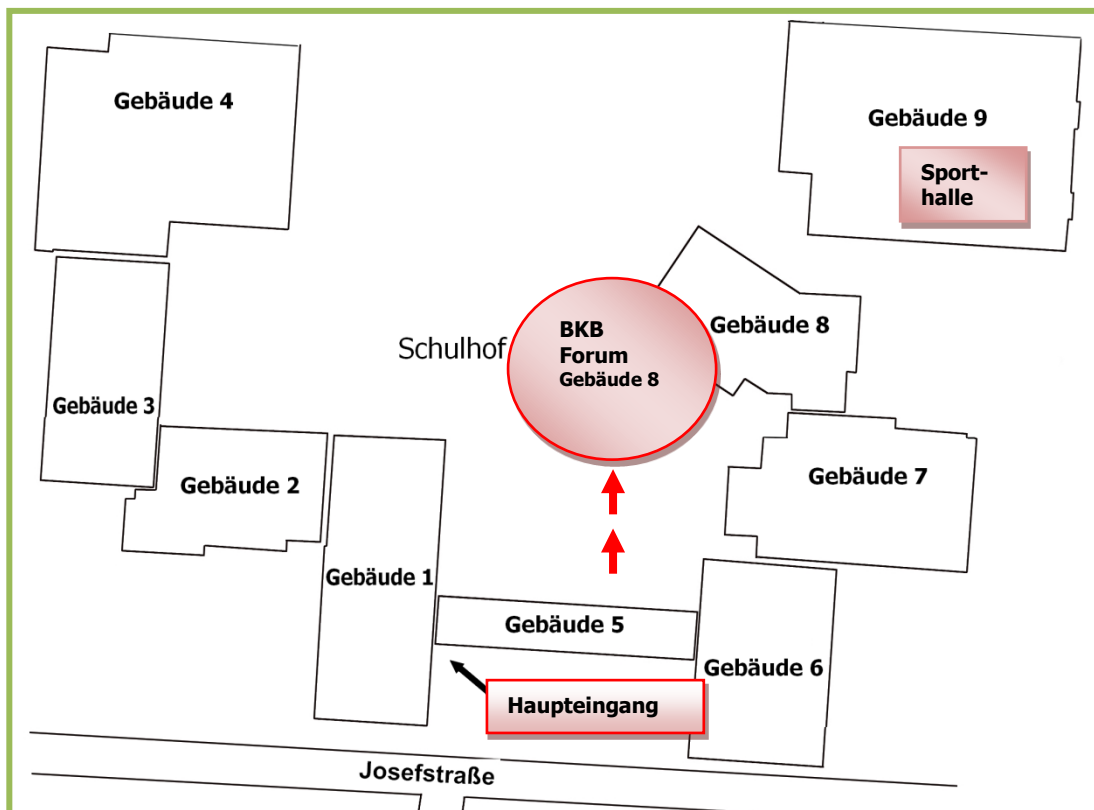 Gebäude 4
Gebäude 9
Sport-
halle
Gebäude 8
BKB
Forum
Gebäude 8
Schulhof
Gebäude 3
Gebäude 2
Gebäude 7
Gebäude 1
Gebäude 5
Gebäude 6
Haupteingang
Josefstraße